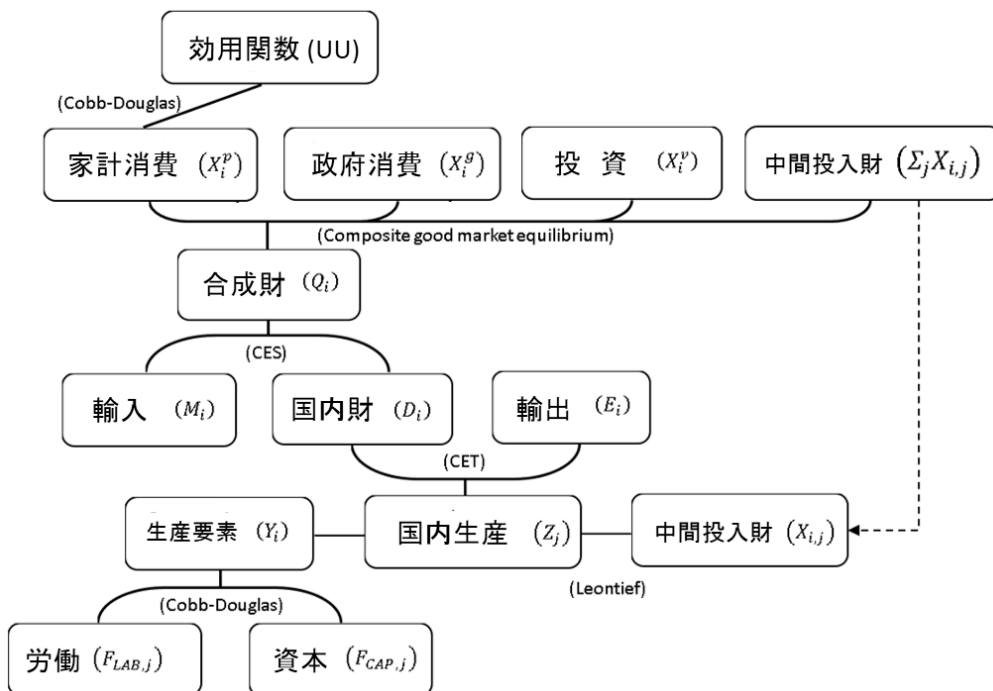 効用関数 (UU)
(Cobb-Douglas)
家計消費 (X_i^p)
政府消費 (X_i^g)
投 資 (X_i^v)
中間投入財 (Σ_j X_{i,j})
(Composite good market equilibrium)
合成財 (Q_i)
(CES)
輸入 (M_i)
国内財 (D_i)
輸出 (E_i)
(CET)
生産要素 (Y_i)
国内生産 (Z_j)
中間投入財 (X_{i,j})
(Leontief)
(Cobb-Douglas)
労働 (F_{LAB,j})
資本 (F_{CAP,j})